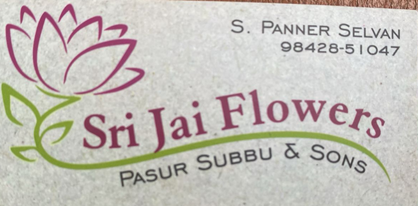 S. PANNER SELVAN
98428-51047
Sri Jai Flowers
PASUR SUBBU & SONS